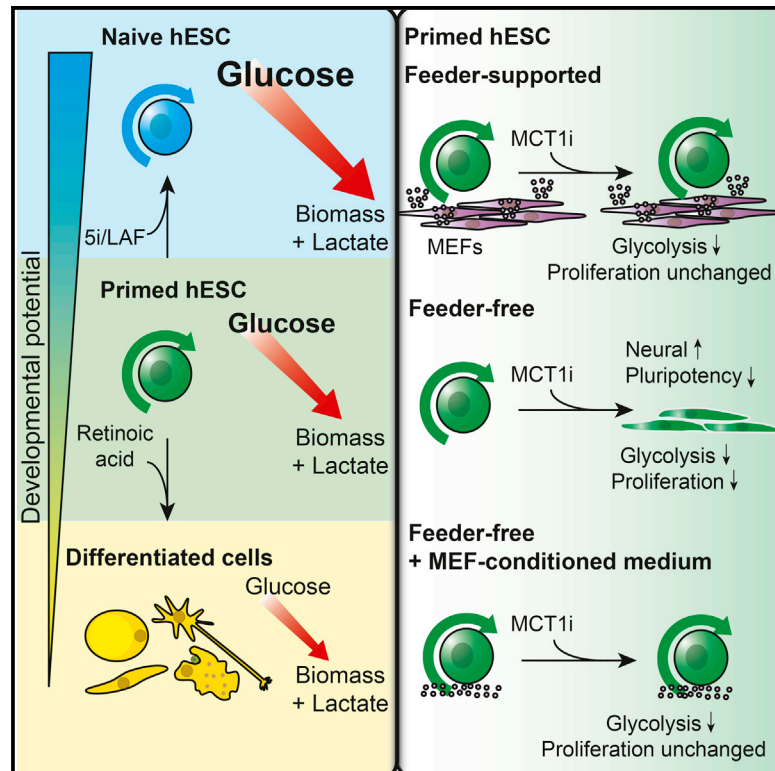 Developmental potential
Naive hESC
Glucose
Biomass
+ Lactate
5i/LAF
Primed hESC
Glucose
Biomass
+ Lactate
Retinoic
acid
Differentiated cells
Glucose
Biomass
+ Lactate
Primed hESC
Feeder-supported
MCT1i
MEFs
Glycolysis ↓
Proliferation unchanged
Feeder-free
MCT1i
Neural ↑
Pluripotency ↓
Glycolysis ↓
Proliferation ↓
Feeder-free
+ MEF-conditioned medium
MCT1i
Glycolysis ↓
Proliferation unchanged